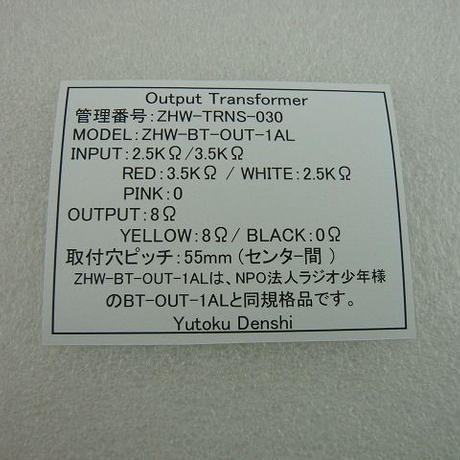 Output Transformer
管理番号:ZHW-TRNS-030
MODEL:ZHW-BT-OUT-1AL
INPUT:2.5KΩ/3.5KΩ
RED:3.5KΩ / WHITE:2.5KΩ
PINK:0
OUTPUT:8Ω
YELLOW:8Ω/ BLACK:0Ω
取付穴ピッチ:55mm (センター間 )
ZHW-BT-OUT-1ALは、NPO法人ラジオ少年様
のBT-OUT-1ALと同規格品です。
Yutoku Denshi